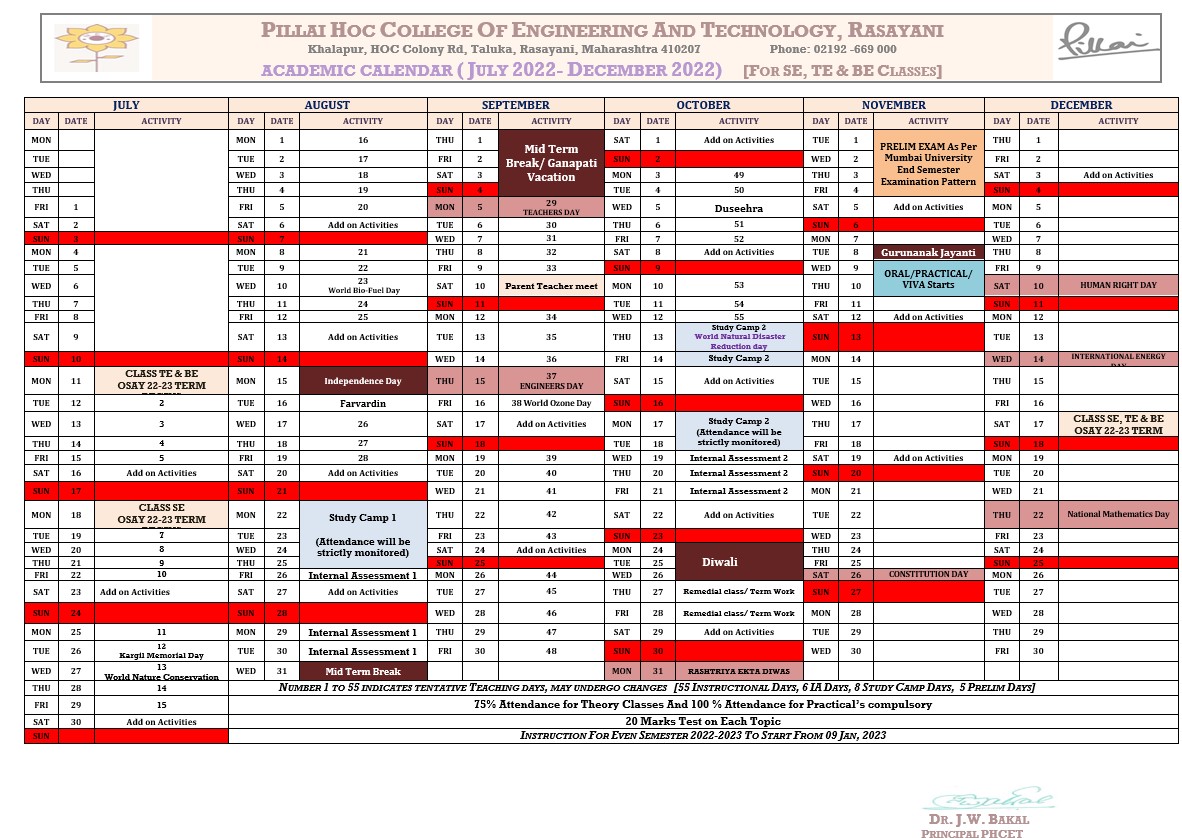 PILLAI HOC COLLEGE OF ENGINEERING AND TECHNOLOGY, RASAYANI
Khalapur, HOC Colony Rd, Taluka, Rasayani, Maharashtra 410207 Phone: 02192 -669 000
ACADEMIC CALENDAR ( JULY 2022- DECEMBER 2022) [FOR SE, TE & BE CLASSES]
Pillai
JULY AUGUST SEPTEMBER OCTOBER NOVEMBER DECEMBER
DAY DATE ACTIVITY DAY DATE ACTIVITY DAY DATE ACTIVITY DAY DATE ACTIVITY DAY DATE ACTIVITY DAY DATE ACTIVITY
MON MON 1 16 THU 1 Mid Term Break/ Ganapati Vacation SAT 1 Add on Activities TUE 1 PRELIM EXAM As Per Mumbai University End Semester Examination Pattern THU 1
TUE TUE 2 17 FRI 2 SUN 2 WED 2 FRI 2
WED WED 3 18 SAT 3 MON 3 49 THU 3 SAT 3 Add on Activities
THU THU 4 19 SUN 4 TUE 4 50 FRI 4 SUN 4
FRI 1 FRI 5 20 MON 5 29 TEACHERS DAY WED 5 Duseehra SAT 5 Add on Activities MON 5
SAT 2 SAT 6 Add on Activities TUE 6 30 THU 6 51 SUN 6 TUE 6
SUN 3 SUN 7 WED 7 31 FRI 7 52 MON 7 WED 7
MON 4 MON 8 21 THU 8 32 SAT 8 Add on Activities TUE 8 Gurunanak Jayanti THU 8
TUE 5 TUE 9 22 FRI 9 33 SUN 9 WED 9 ORAL/PRACTICAL/ VIVA Starts FRI 9
WED 6 WED 10 23 World Bio-Fuel Day SAT 10 Parent Teacher meet MON 10 53 THU 10 SAT 10 HUMAN RIGHT DAY
THU 7 THU 11 24 SUN 11 TUE 11 54 FRI 11 SUN 11
FRI 8 FRI 12 25 MON 12 34 WED 12 55 SAT 12 Add on Activities MON 12
SAT 9 SAT 13 Add on Activities TUE 13 35 THU 13 Study Camp 2 World Natural Disaster Reduction day SUN 13 TUE 13
SUN 10 SUN 14 WED 14 36 FRI 14 Study Camp 2 MON 14 WED 14 INTERNATIONAL ENERGY
MON 11 CLASS TE & BE OSAY 22-23 TERM MON 15 Independence Day THU 15 37 ENGINEERS DAY SAT 15 Add on Activities TUE 15 THU 15
TUE 12 2 TUE 16 Farvardin FRI 16 38 World Ozone Day SUN 16 WED 16 FRI 16
WED 13 3 WED 17 26 SAT 17 Add on Activities MON 17 Study Camp 2 (Attendance will be strictly monitored) THU 17 SAT 17 CLASS SE, TE & BE OSAY 22-23 TERM
THU 14 4 THU 18 27 SUN 18 TUE 18 FRI 18 SUN 18
FRI 15 5 FRI 19 28 MON 19 39 WED 19 Internal Assessment 2 SAT 19 Add on Activities MON 19
SAT 16 Add on Activities SAT 20 Add on Activities TUE 20 40 THU 20 Internal Assessment 2 SUN 20 TUE 20
SUN 17 SUN 21 WED 21 41 FRI 21 Internal Assessment 2 MON 21 WED 21
MON 18 CLASS SE OSAY 22-23 TERM MON 22 Study Camp 1 (Attendance will be strictly monitored) THU 22 42 SAT 22 Add on Activities TUE 22 THU 22 National Mathematics Day
TUE 19 7 TUE 23 FRI 23 43 SUN 23 WED 23 FRI 23
WED 20 8 WED 24 SAT 24 Add on Activities MON 24 Diwali THU 24 SAT 24
THU 21 9 THU 25 SUN 25 TUE 25 FRI 25 SUN 25
FRI 22 10 FRI 26 Internal Assessment 1 MON 26 44 WED 26 SAT 26 CONSTITUTION DAY MON 26
SAT 23 Add on Activities SAT 27 Add on Activities TUE 27 45 THU 27 Remedial class/ Term Work SUN 27 TUE 27
SUN 24 SUN 28 WED 28 46 FRI 28 Remedial class/ Term Work MON 28 WED 28
MON 25 11 MON 29 Internal Assessment 1 THU 29 47 SAT 29 Add on Activities TUE 29 THU 29
TUE 26 12 Kargil Memorial Day TUE 30 Internal Assessment 1 FRI 30 48 SUN 30 WED 30 FRI 30
WED 27 13 World Nature Conservation WED 31 Mid Term Break MON 31 RASHTRIYA EKTA DIWAS
THU 28 14 NUMBER 1 TO 55 INDICATES TENTATIVE TEACHING DAYS, MAY UNDERGO CHANGES [55 INSTRUCTIONAL DAYS, 6 IA DAYS, 8 STUDY CAMP DAYS, 5 PRELIM DAYS]
FRI 29 15 75% Attendance for Theory Classes And 100 % Attendance for Practical's compulsory
SAT 30 Add on Activities 20 Marks Test on Each Topic
SUN INSTRUCTION FOR EVEN SEMESTER 2022-2023 TO START FROM 09 JAN, 2023
DR. J.W. BAKAL
PRINCIPAL PHCET